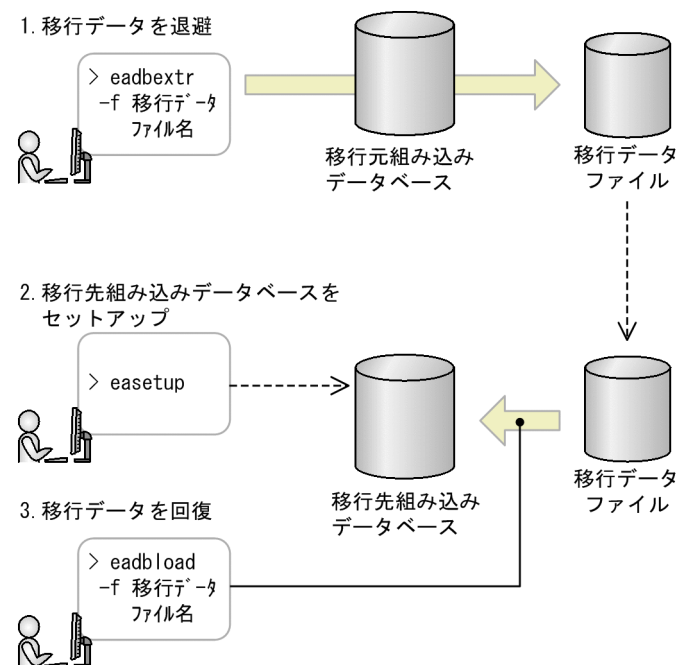 1. 移行データを退避
> eadbextr
-f 移行ﾃﾞｰﾀ
ﾌｧｲﾙ名
移行元組み込み
データベース
移行データ
ファイル
2. 移行先組み込みデータベースを
セットアップ
> easetup
移行先組み込み
データベース
移行データ
ファイル
3. 移行データを回復
> eadbload
-f 移行ﾃﾞｰﾀ
ﾌｧｲﾙ名